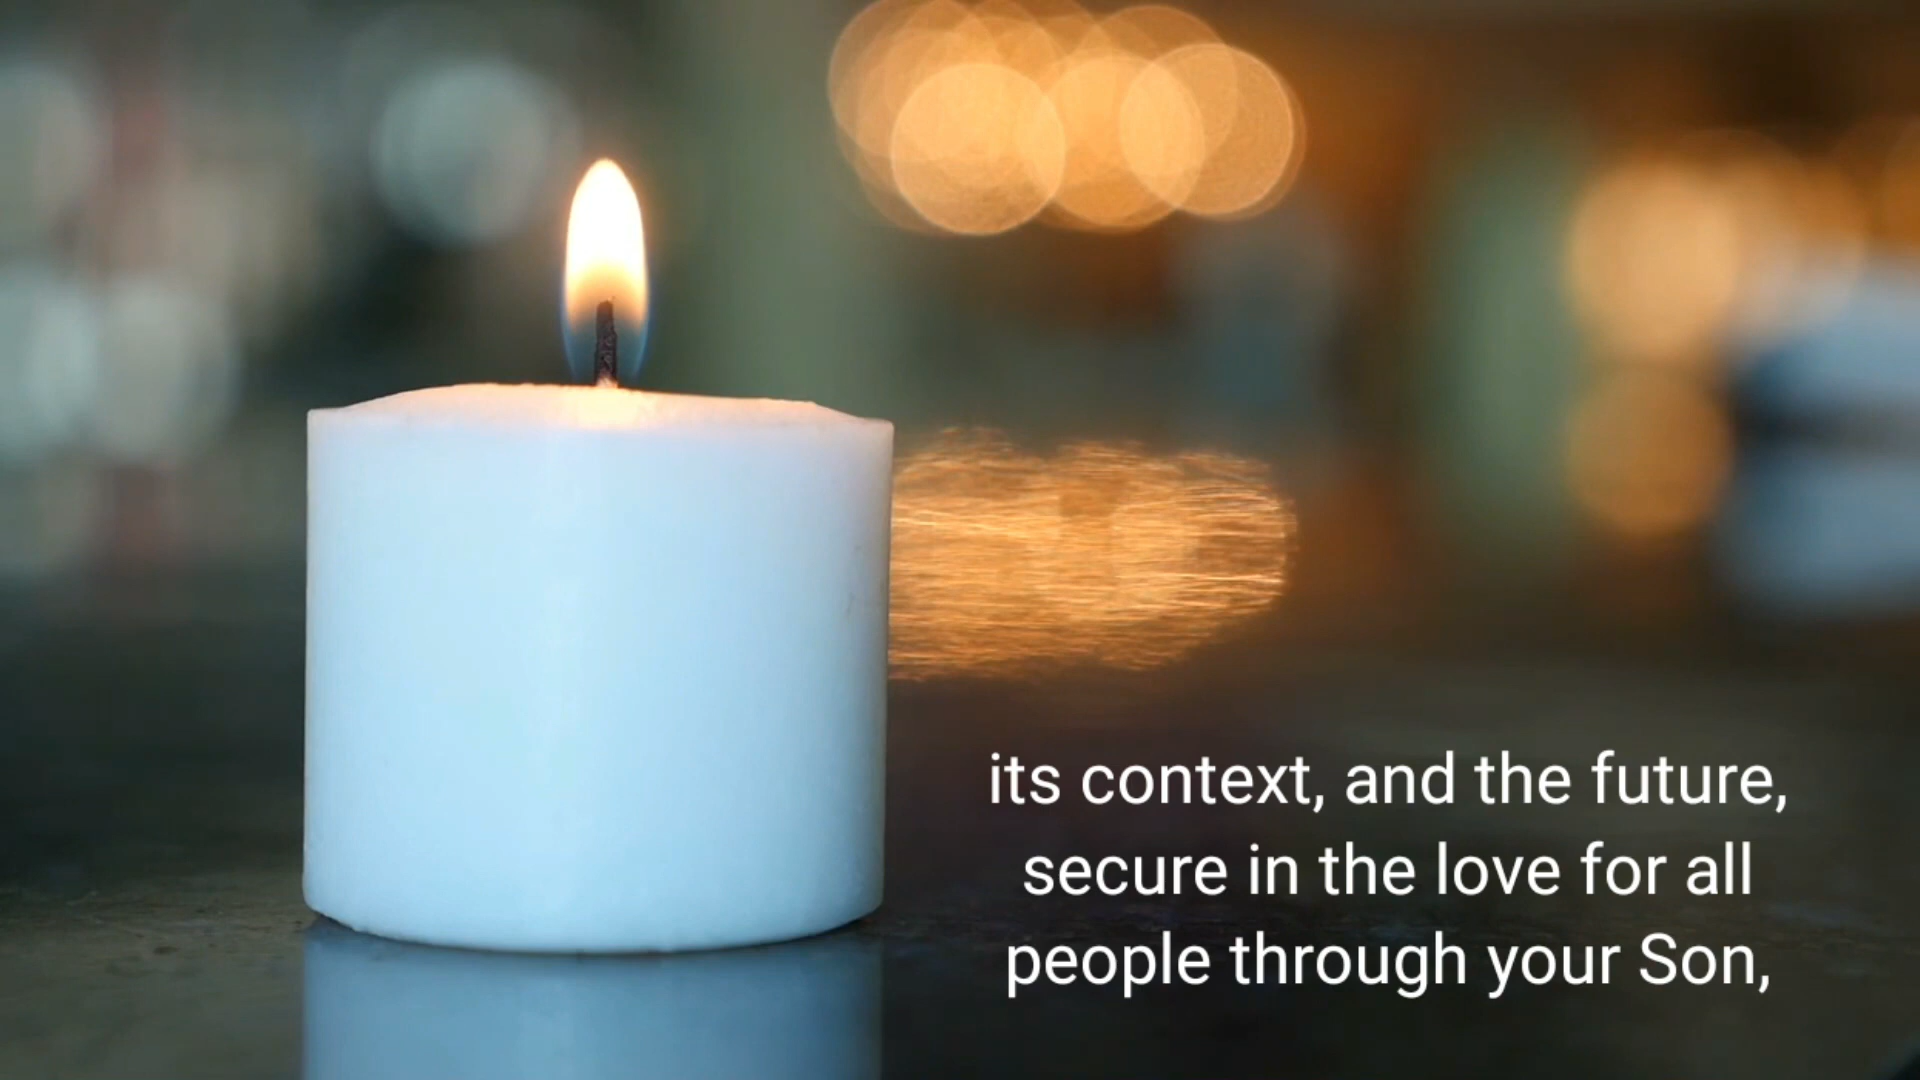 its context, and the future,
secure in the love for all
people through your Son,